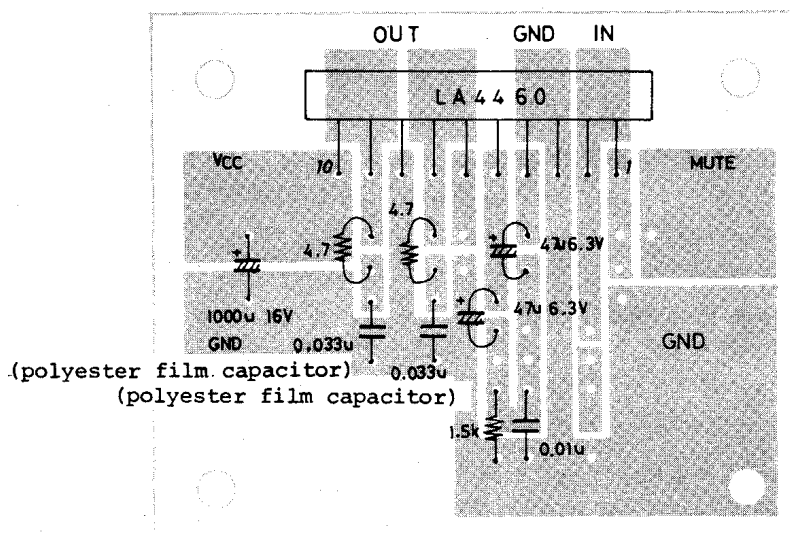 OUT GND IN
LA4460
VCC 10 1 MUTE
4.7
4.7
47u 6.3V
47u 6.3V
1000u 16V
GND
GND
0.033u
(polyester film capacitor)
0.033u
(polyester film capacitor)
1.5k
0.01u